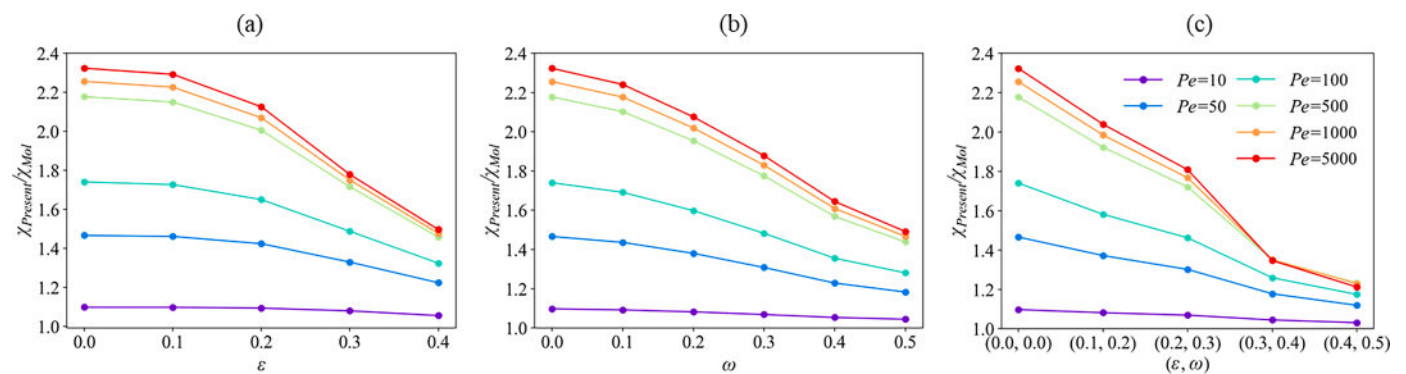 (a)
χPresent/χMol
2.4
2.2
2.0
1.8
1.6
1.4
1.2
1.0
0.0 0.1 0.2 0.3 0.4
ε
(b)
χPresent/χMol
2.4
2.2
2.0
1.8
1.6
1.4
1.2
1.0
0.0 0.1 0.2 0.3 0.4 0.5
ω
(c)
χPresent/χMol
2.4
2.2
2.0
1.8
1.6
1.4
1.2
1.0
Pe=10 Pe=100
Pe=50 Pe=500
Pe=1000
Pe=5000
(0.0, 0.0) (0.1, 0.2) (0.2, 0.3) (0.3, 0.4) (0.4, 0.5)
(ε, ω)